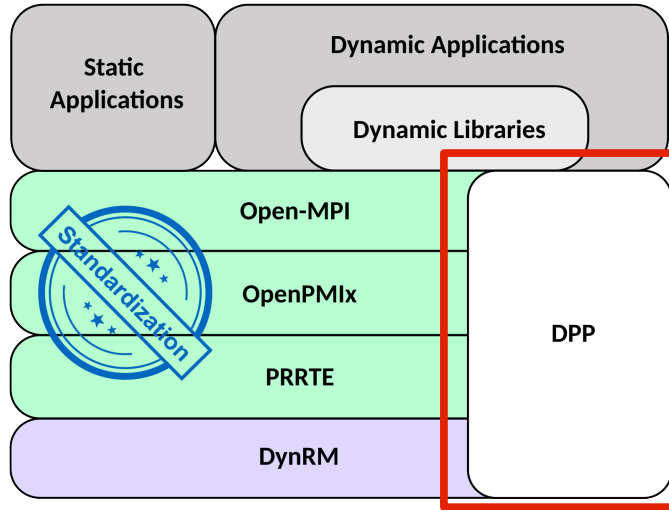 Static
Applications
Dynamic Applications
Dynamic Libraries
Open-MPI
Standardization
OpenPMIx
DPP
PRRTE
DynRM